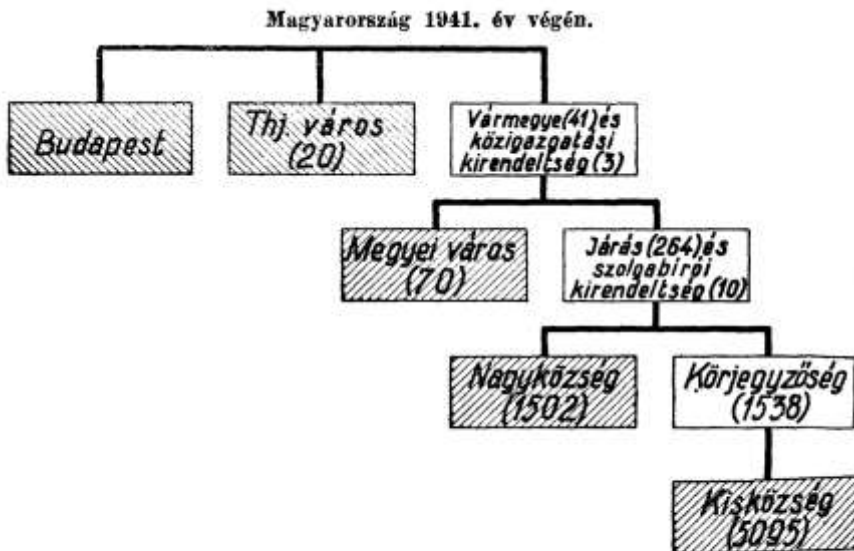 Magyarország 1941. év végén.
Budapest
Thj. város
(20)
Vármegye(41)és
közigazgatási
kirendeltség(3)
Megyei város
(70)
Járás(264)és
szolgabírói
kirendeltség(10)
Nagyközség
(1502)
Körjegyzőség
(1538)
Kisközség
(5095)